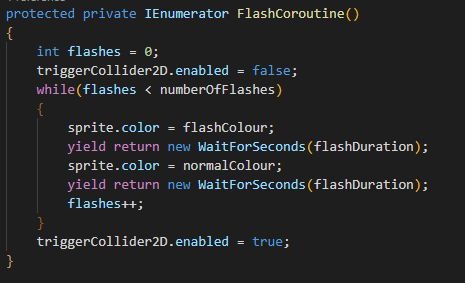 protected private IEnumerator FlashCoroutine()
{
int flashes = 0;
triggerCollider2D.enabled = false;
while(flashes < numberOfFlashes)
{
sprite.color = flashColour;
yield return new WaitForSeconds(flashDuration);
sprite.color = normalColour;
yield return new WaitForSeconds(flashDuration);
flashes++;
}
triggerCollider2D.enabled = true;
}